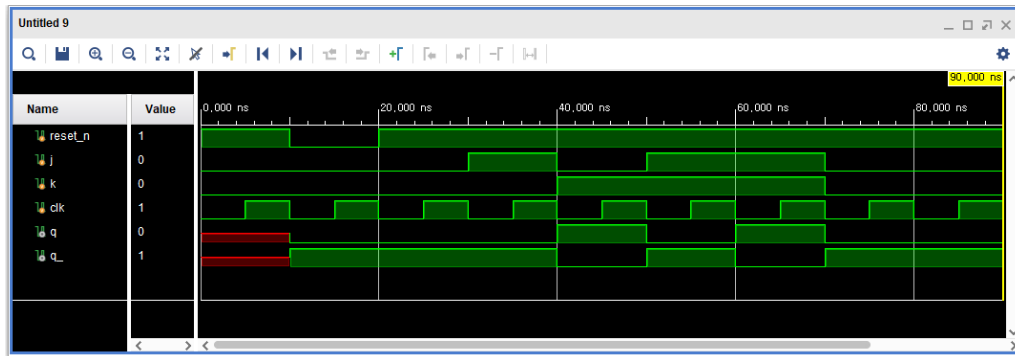 Untitled 9
90,000 ns
Name
Value
0,000 ns
20,000 ns
40,000 ns
60,000 ns
80,000 ns
reset_n
1
j
0
k
0
clk
1
q
0
q_
1